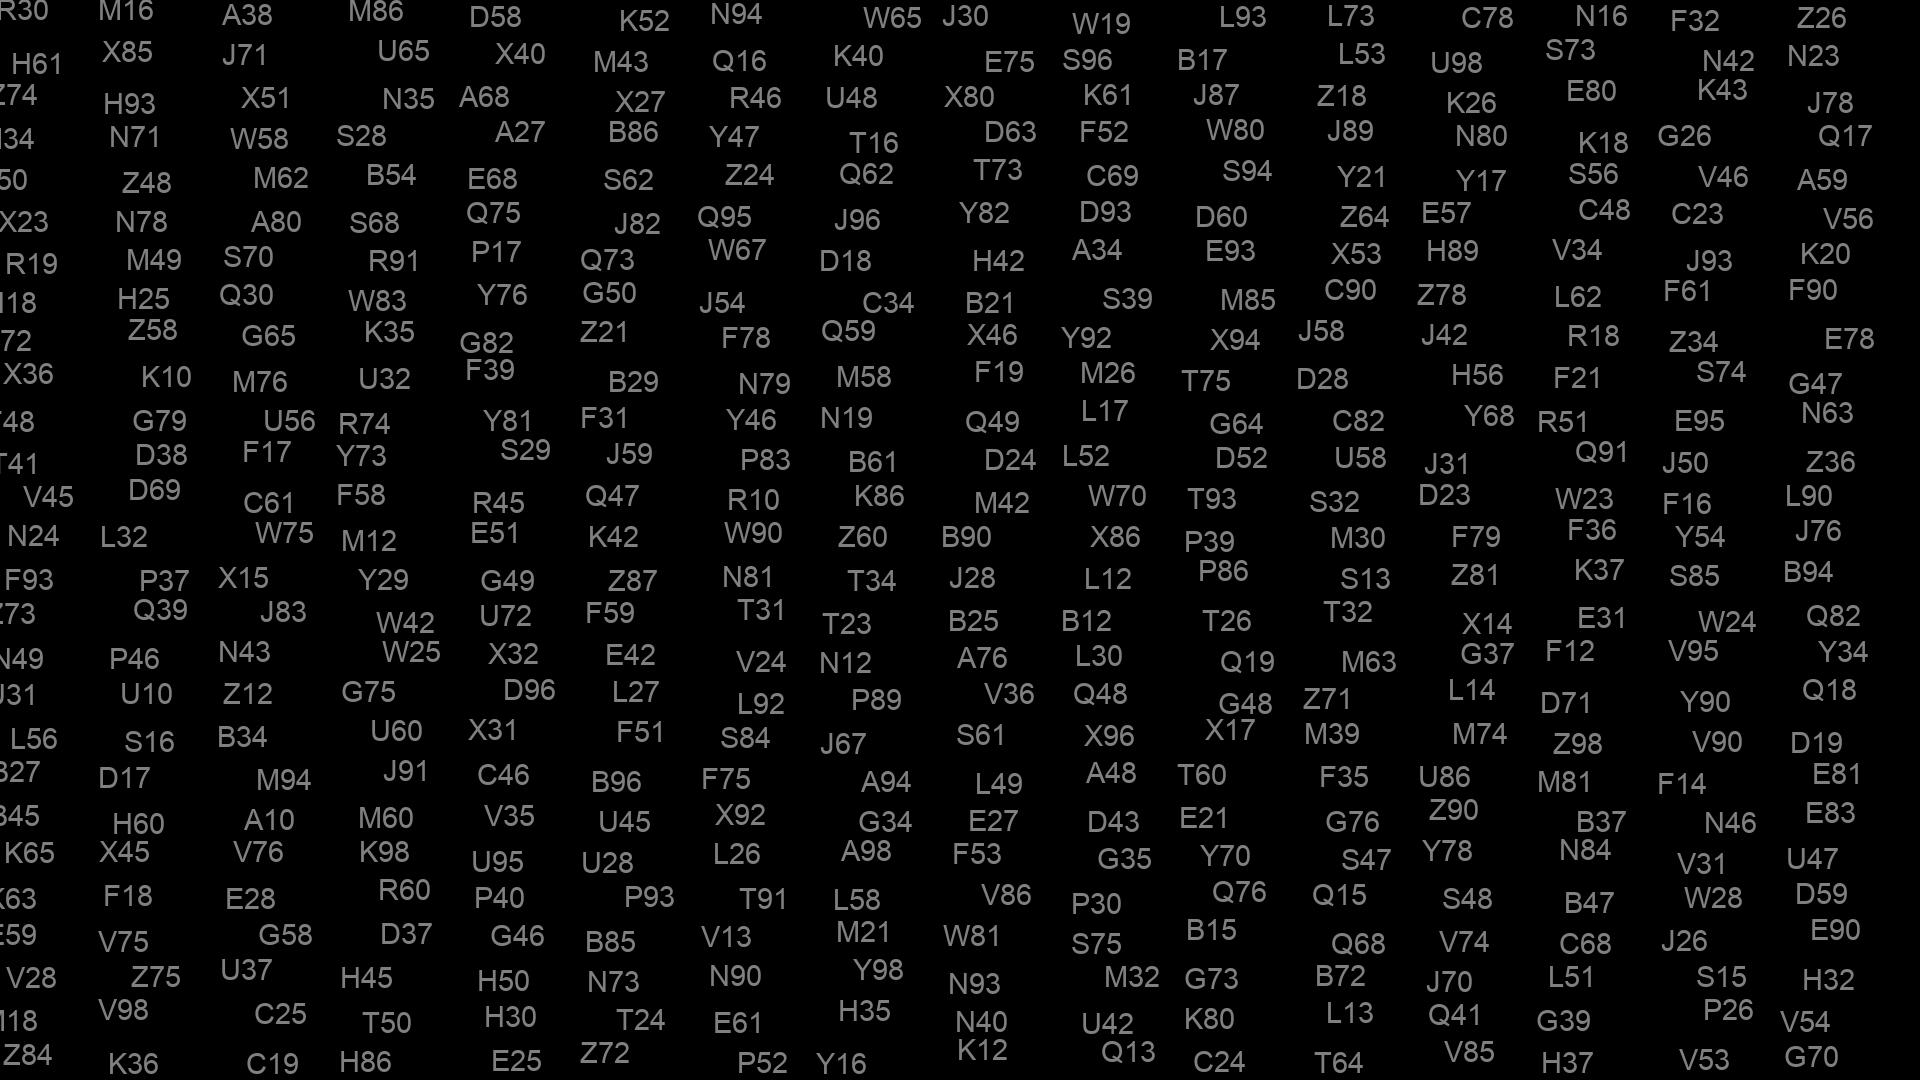 R30 M16 A38 M86 D58 K52 N94 W65 J30 W19 L93 L73 C78 N16 F32 Z26
H61 X85 J71 U65 X40 M43 Q16 K40 E75 S96 B17 L53 U98 S73 N42 N23
Z74 H93 X51 N35 A68 X27 R46 U48 X80 K61 J87 Z18 K26 E80 K43 J78
34 N71 W58 S28 A27 B86 Y47 T16 D63 F52 W80 J89 N80 K18 G26 Q17
50 Z48 M62 B54 E68 S62 Z24 Q62 T73 C69 S94 Y21 Y17 S56 V46 A59
X23 N78 A80 S68 Q75 J82 Q95 J96 Y82 D93 D60 Z64 E57 C48 C23 V56
R19 M49 S70 R91 P17 Q73 W67 D18 H42 A34 E93 X53 H89 V34 J93 K20
18 H25 Q30 W83 Y76 G50 J54 C34 B21 S39 M85 C90 Z78 L62 F61 F90
72 Z58 G65 K35 G82 Z21 F78 Q59 X46 Y92 X94 J58 J42 R18 Z34 E78
X36 K10 M76 U32 F39 B29 N79 M58 F19 M26 T75 D28 H56 F21 S74 G47
48 G79 U56 R74 Y81 F31 Y46 N19 Q49 L17 G64 C82 Y68 R51 E95 N63
T41 D38 F17 Y73 S29 J59 P83 B61 D24 L52 D52 U58 J31 Q91 J50 Z36
V45 D69 C61 F58 R45 Q47 R10 K86 M42 W70 T93 S32 D23 W23 F16 L90
N24 L32 W75 M12 E51 K42 W90 Z60 B90 X86 P39 M30 F79 F36 Y54 J76
F93 P37 X15 Y29 G49 Z87 N81 T34 J28 L12 P86 S13 Z81 K37 S85 B94
Z73 Q39 J83 W42 U72 F59 T31 T23 B25 B12 T26 T32 X14 E31 W24 Q82
N49 P46 N43 W25 X32 E42 V24 N12 A76 L30 Q19 M63 G37 F12 V95 Y34
J31 U10 Z12 G75 D96 L27 L92 P89 V36 Q48 G48 Z71 L14 D71 Y90 Q18
L56 S16 B34 U60 X31 F51 S84 J67 S61 X96 X17 M39 M74 Z98 V90 D19
B27 D17 M94 J91 C46 B96 F75 A94 L49 A48 T60 F35 U86 M81 F14 E81
B45 H60 A10 M60 V35 U45 X92 G34 E27 D43 E21 G76 Z90 B37 N46 E83
K65 X45 V76 K98 U95 U28 L26 A98 F53 G35 Y70 S47 Y78 N84 V31 U47
K63 F18 E28 R60 P40 P93 T91 L58 V86 P30 Q76 Q15 S48 B47 W28 D59
E59 V75 G58 D37 G46 B85 V13 M21 W81 S75 B15 Q68 V74 C68 J26 E90
V28 Z75 U37 H45 H50 N73 N90 Y98 N93 M32 G73 B72 J70 L51 S15 H32
18 V98 C25 T50 H30 T24 E61 H35 N40 U42 K80 L13 Q41 G39 P26 V54
Z84 K36 C19 H86 E25 Z72 P52 Y16 K12 Q13 C24 T64 V85 H37 V53 G70